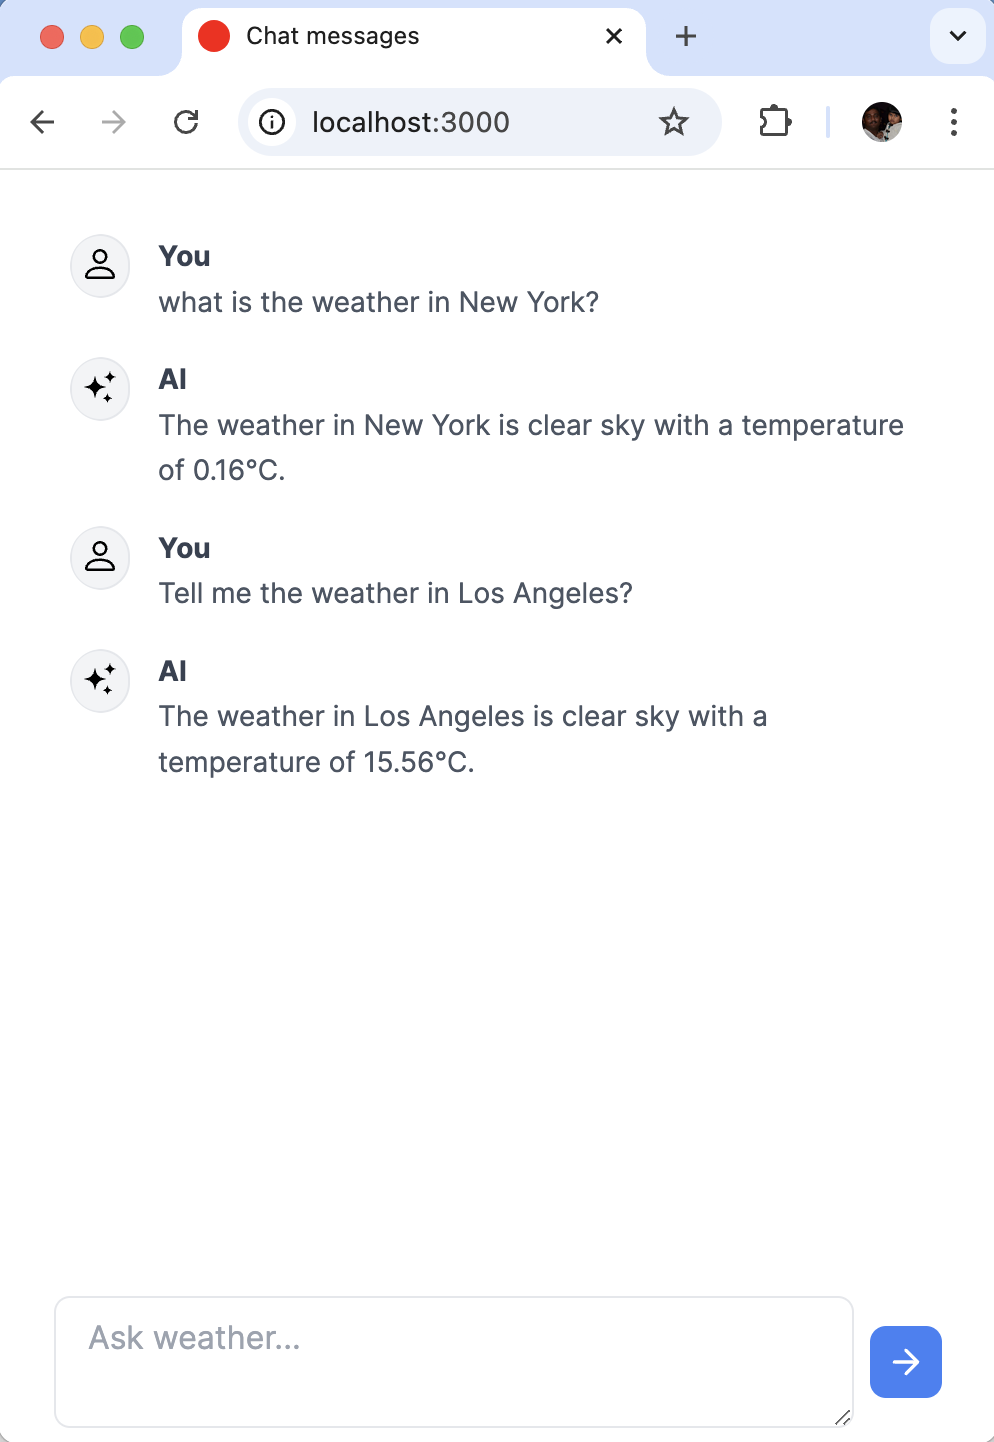 Chat messages
localhost:3000
You
what is the weather in New York?
AI
The weather in New York is clear sky with a temperature
of 0.16°C.
You
Tell me the weather in Los Angeles?
AI
The weather in Los Angeles is clear sky with a
temperature of 15.56°C.
Ask weather...